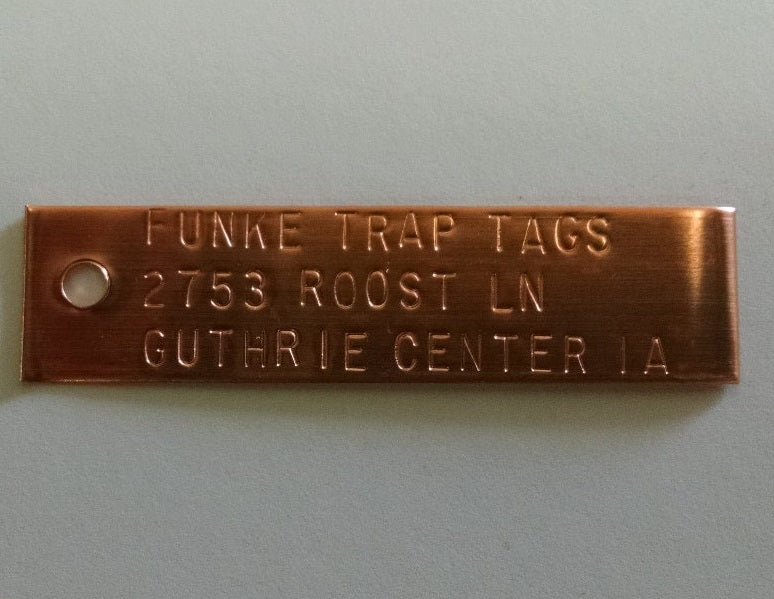 FUNKE TRAP TAGS
2753 ROOST LN
GUTHRIE CENTER IA